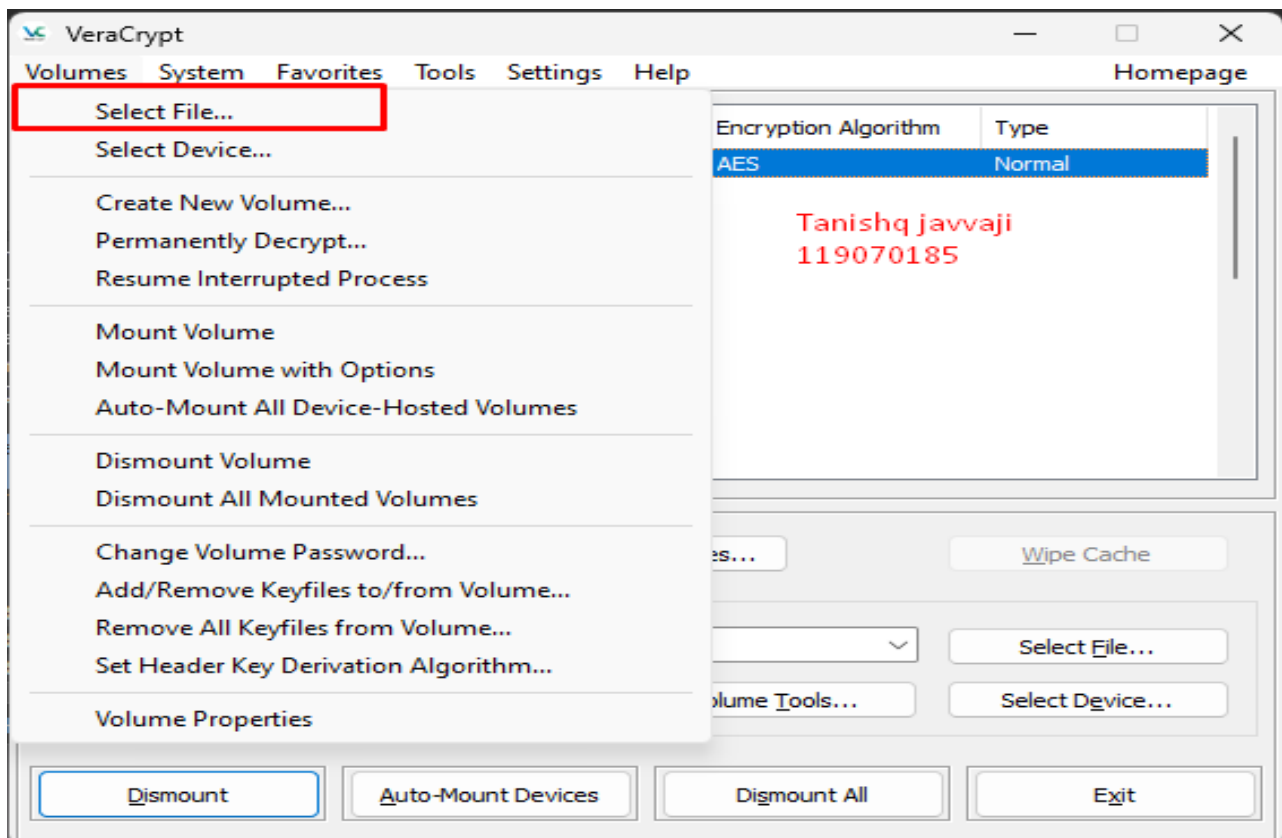 VeraCrypt
Volumes System Favorites Tools Settings Help Homepage
Select File...
Select Device...
Create New Volume...
Permanently Decrypt...
Resume Interrupted Process
Mount Volume
Mount Volume with Options
Auto-Mount All Device-Hosted Volumes
Dismount Volume
Dismount All Mounted Volumes
Change Volume Password...
Add/Remove Keyfiles to/from Volume...
Remove All Keyfiles from Volume...
Set Header Key Derivation Algorithm...
Volume Properties
Encryption Algorithm Type
AES Normal
Tanishq javvaji
119070185
es... Wipe Cache
Select File...
olume Tools... Select Device...
Dismount Auto-Mount Devices Dismount All Exit